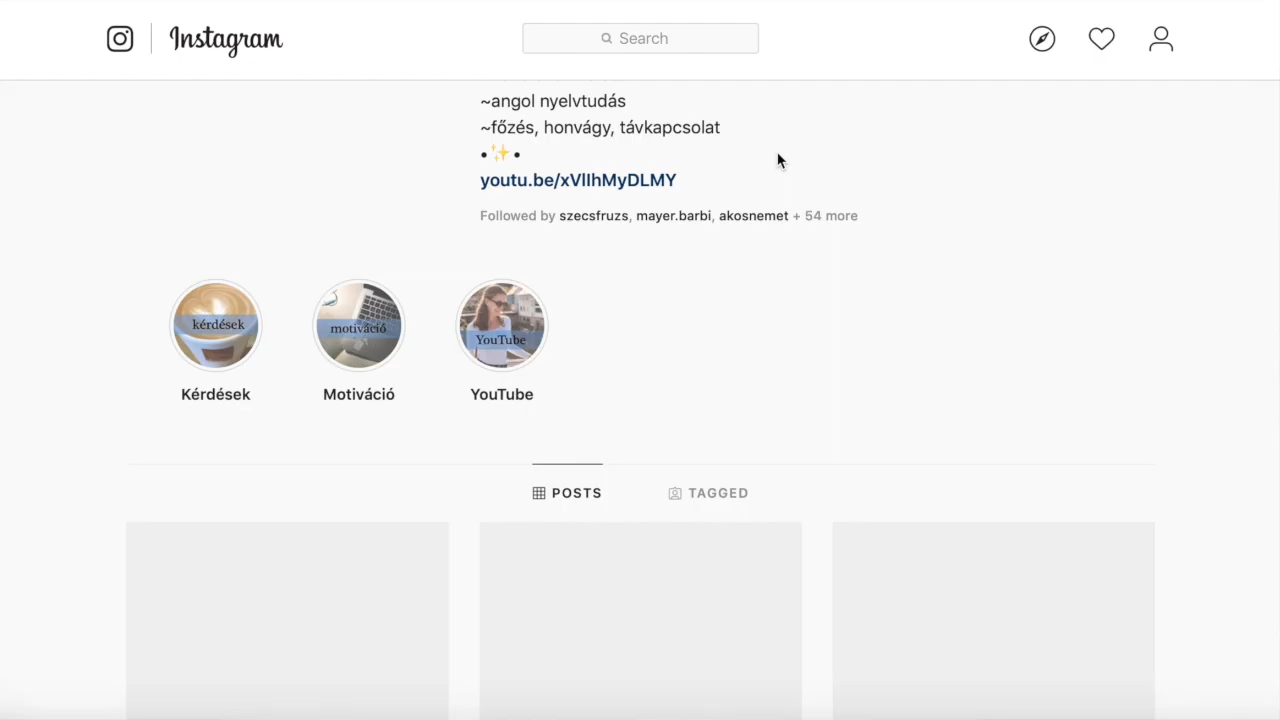 Instagram
Search
~angol nyelvtudás
~főzés, honvágy, távkapcsolat
•✨•
youtu.be/xVllhMyDLMY
Followed by szecsfruzs, mayer.barbi, akosnemet + 54 more
kérdések
motiváció
YouTube
Kérdések
Motiváció
YouTube
POSTS
TAGGED